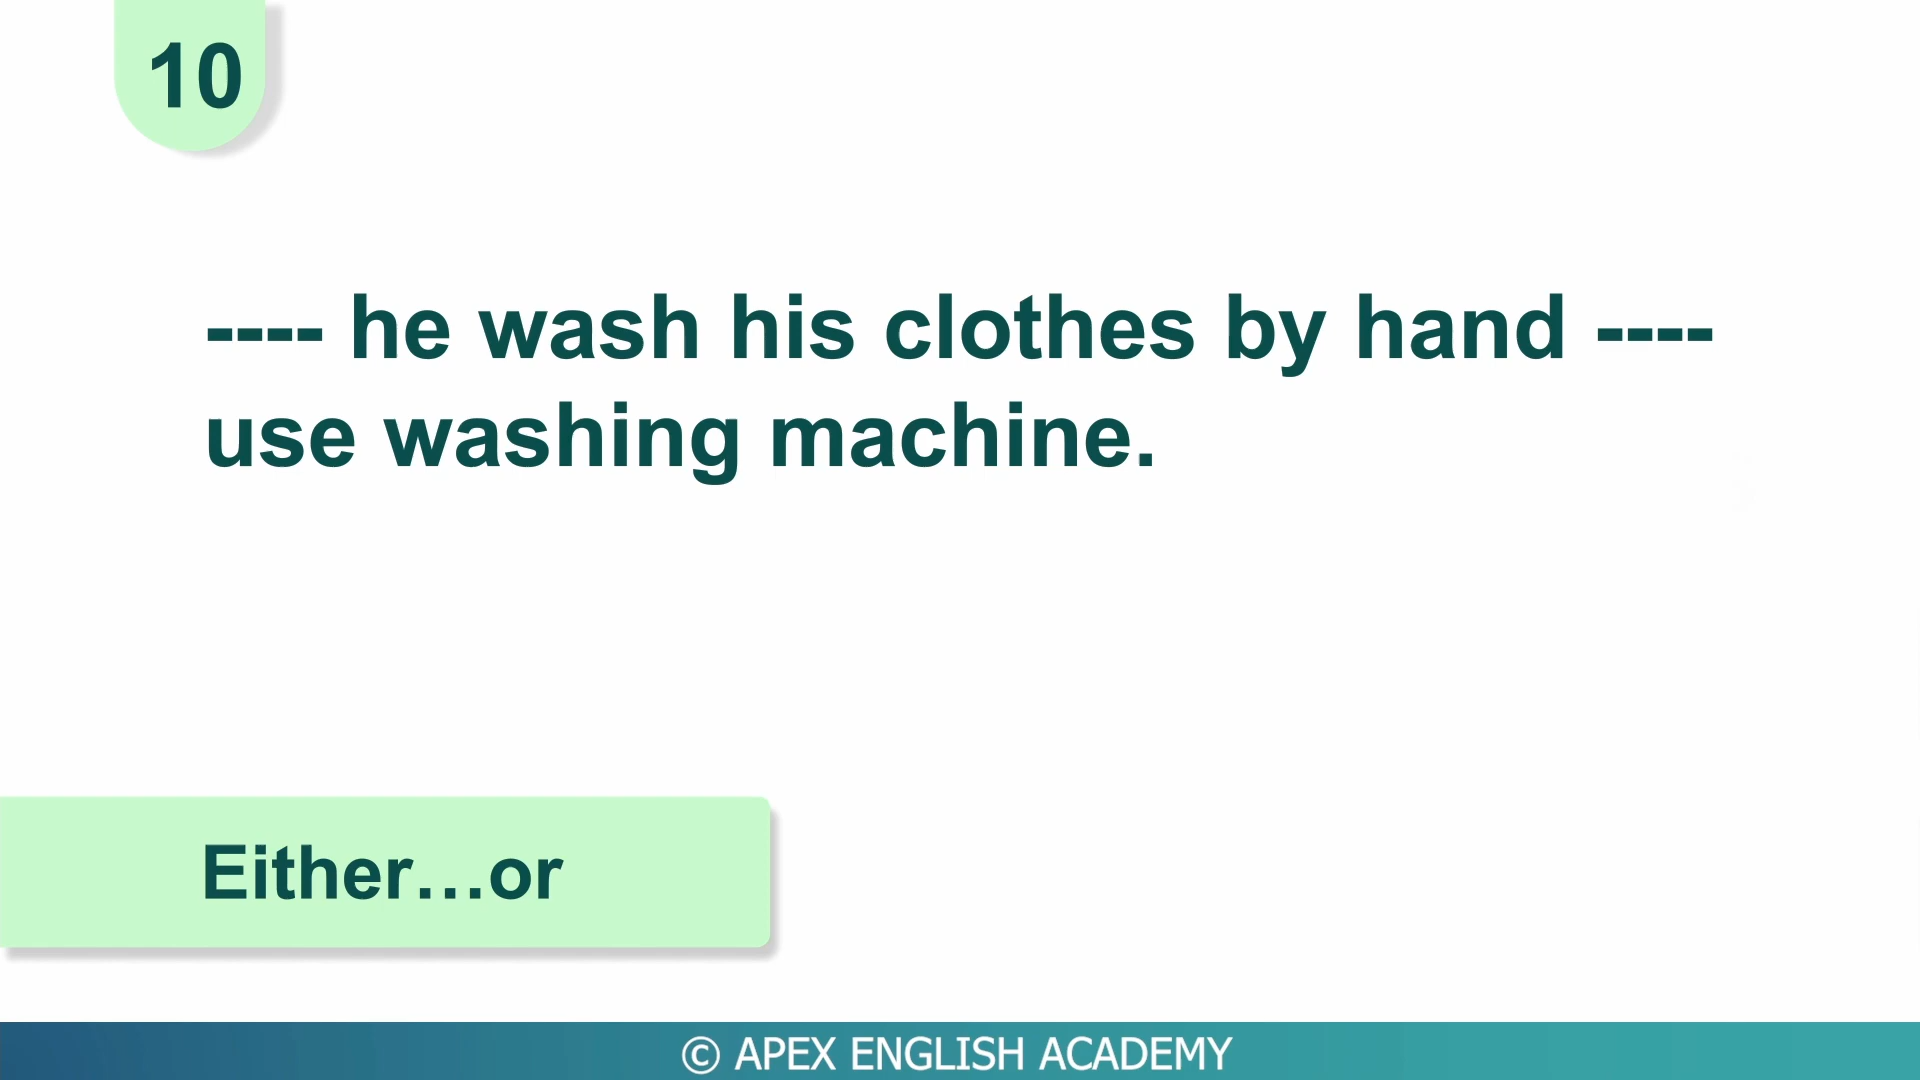 10
---- he wash his clothes by hand ----
use washing machine.
Either…or
© APEX ENGLISH ACADEMY